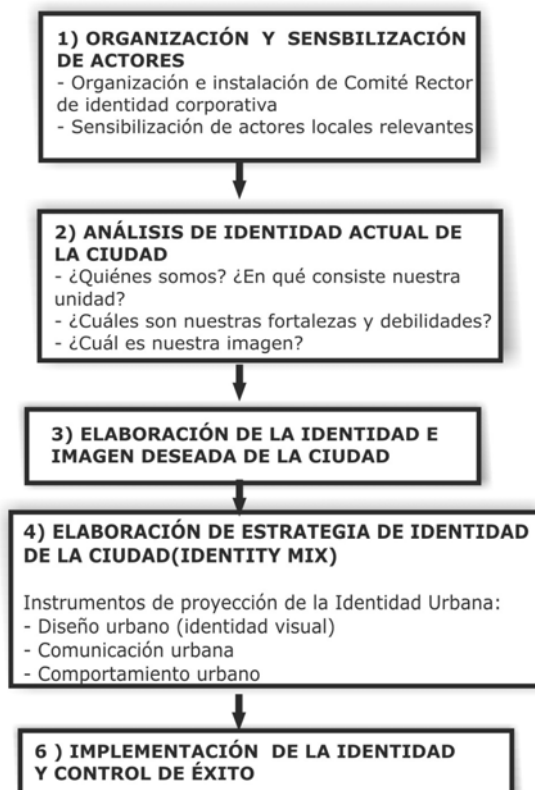 1) ORGANIZACIÓN Y SENSBILIZACIÓN
DE ACTORES
- Organización e instalación de Comité Rector
de identidad corporativa
- Sensibilización de actores locales relevantes
2) ANÁLISIS DE IDENTIDAD ACTUAL DE
LA CIUDAD
- ¿Quiénes somos? ¿En qué consiste nuestra
unidad?
- ¿Cuáles son nuestras fortalezas y debilidades?
- ¿Cuál es nuestra imagen?
3) ELABORACIÓN DE LA IDENTIDAD E
IMAGEN DESEADA DE LA CIUDAD
4) ELABORACIÓN DE ESTRATEGIA DE IDENTIDAD
DE LA CIUDAD(IDENTITY MIX)
Instrumentos de proyección de la Identidad Urbana:
- Diseño urbano (identidad visual)
- Comunicación urbana
- Comportamiento urbano
6 ) IMPLEMENTACIÓN DE LA IDENTIDAD
Y CONTROL DE ÉXITO